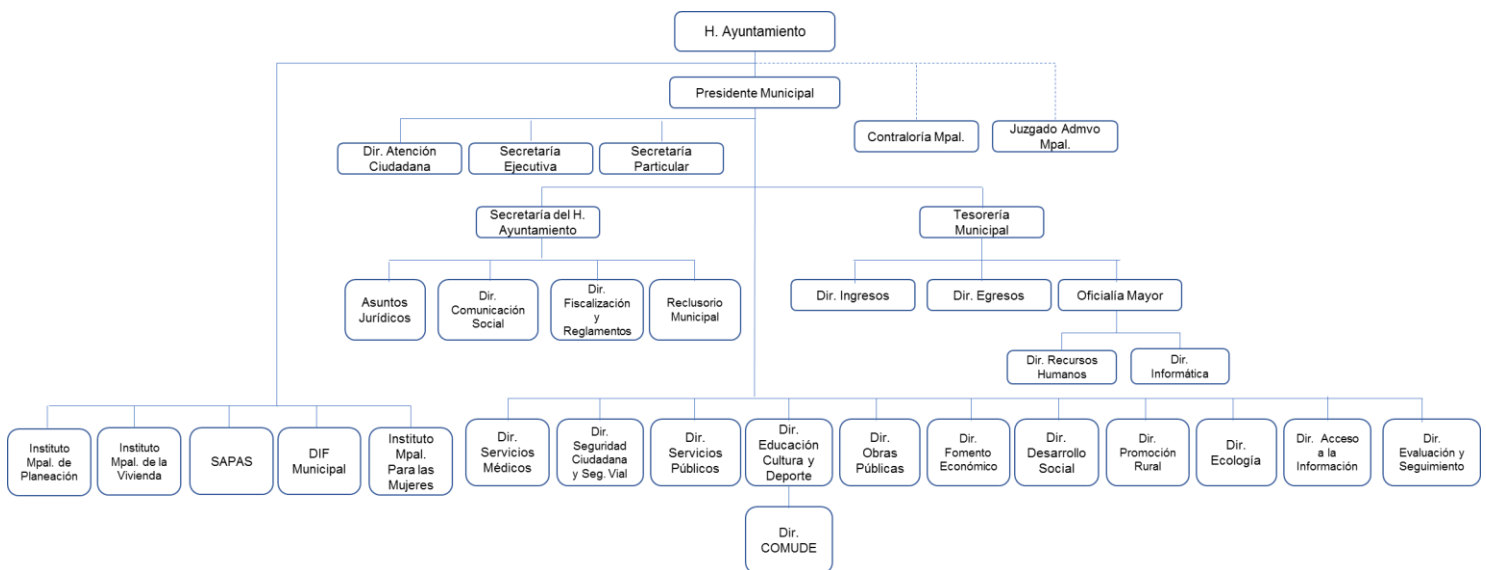 H. Ayuntamiento
Presidente Municipal
Contraloría Mpal.
Juzgado Admvo
Mpal.
Dir. Atención
Ciudadana
Secretaría
Ejecutiva
Secretaría
Particular
Secretaría del H.
Ayuntamiento
Tesorería
Municipal
Asuntos
Jurídicos
Dir.
Comunicación
Social
Dir.
Fiscalización
y
Reglamentos
Reclusorio
Municipal
Dir. Ingresos
Dir. Egresos
Oficialía Mayor
Dir. Recursos
Humanos
Dir.
Informática
Instituto
Mpal. de
Planeación
Instituto
Mpal. de la
Vivienda
SAPAS
DIF
Municipal
Instituto
Mpal.
Para las
Mujeres
Dir.
Servicios
Médicos
Dir.
Seguridad
Ciudadana
y Seg. Vial
Dir.
Servicios
Públicos
Dir.
Educación
Cultura y
Deporte
Dir.
Obras
Públicas
Dir.
Fomento
Económico
Dir.
Desarrollo
Social
Dir.
Promoción
Rural
Dir.
Ecología
Dir. Acceso
a la
Información
Dir.
Evaluación y
Seguimiento
Dir.
COMUDE